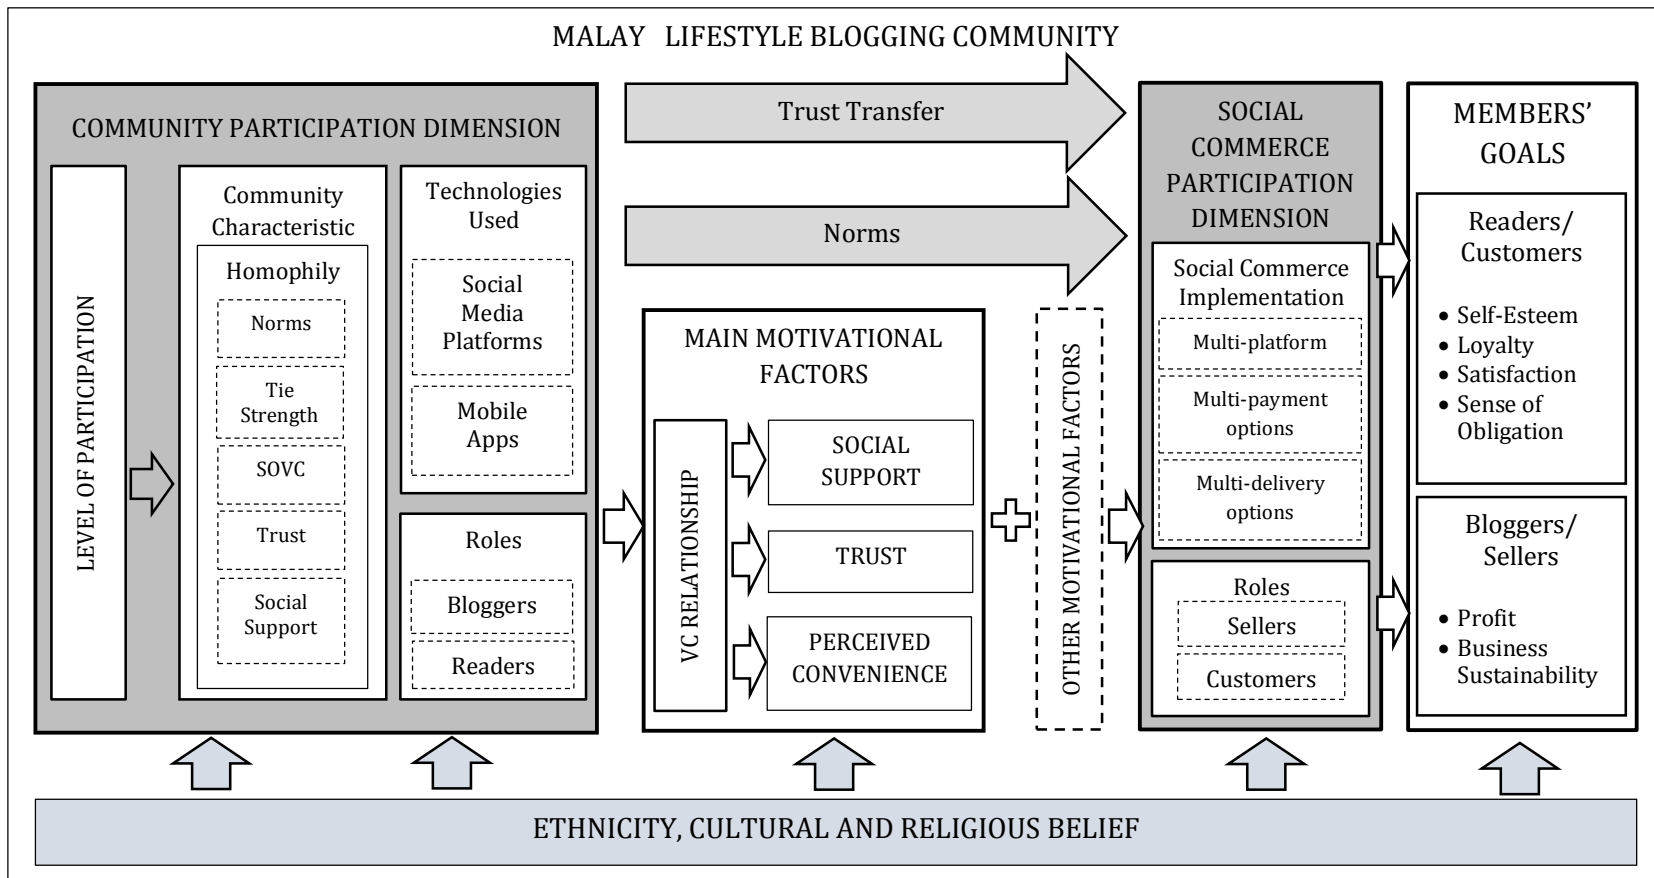 MALAY LIFESTYLE BLOGGING COMMUNITY
COMMUNITY PARTICIPATION DIMENSION
LEVEL OF PARTICIPATION
Community
Characteristic
Homophily
Norms
Tie
Strength
SOVC
Trust
Social
Support
Technologies
Used
Social
Media
Platforms
Mobile
Apps
Roles
Bloggers
Readers
Trust Transfer
Norms
MAIN MOTIVATIONAL
FACTORS
VC RELATIONSHIP
SOCIAL
SUPPORT
TRUST
PERCEIVED
CONVENIENCE
OTHER MOTIVATIONAL FACTORS
SOCIAL
COMMERCE
PARTICIPATION
DIMENSION
Social Commerce
Implementation
Multi-platform
Multi-payment
options
Multi-delivery
options
Roles
Sellers
Customers
MEMBERS’
GOALS
Readers/
Customers
• Self-Esteem
• Loyalty
• Satisfaction
• Sense of
Obligation
Bloggers/
Sellers
• Profit
• Business
Sustainability
ETHNICITY, CULTURAL AND RELIGIOUS BELIEF